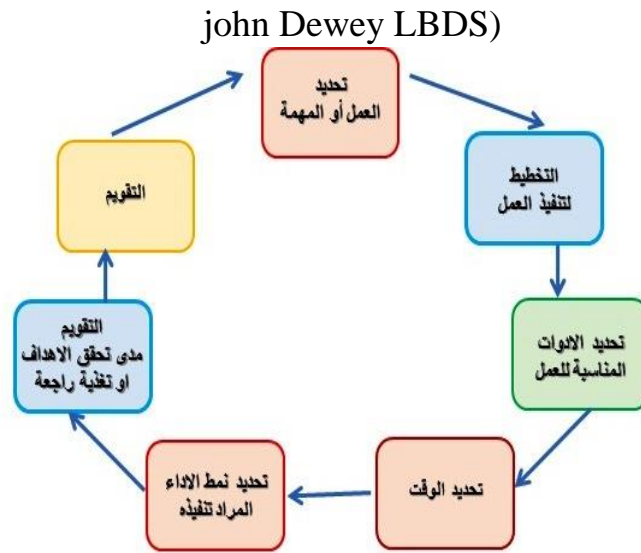 john Dewey LBDS)
تحديد
العمل أو المهمة
التخطيط
لتنفيذ العمل
تحديد الادوات
المناسبة للعمل
تحديد الوقت
تحديد نمط الاداء
المراد تنفيذه
التقويم
مدى تحقق الاهداف
او تغذية راجعة
التقويم